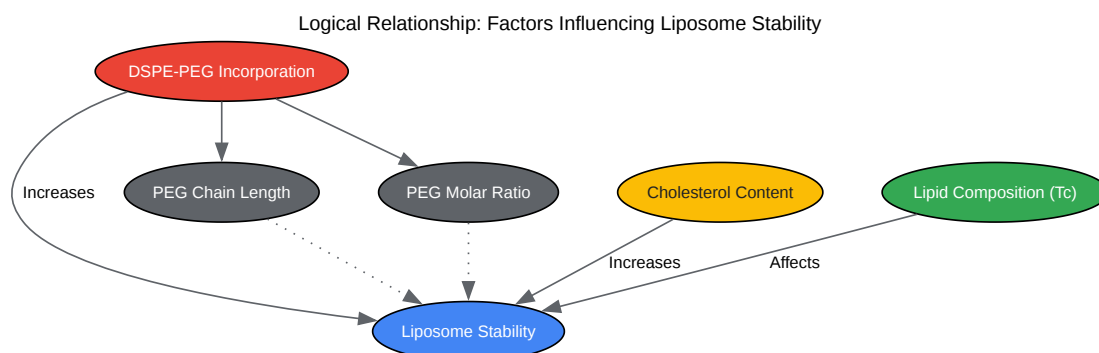 Logical Relationship: Factors Influencing Liposome Stability
DSPE-PEG Incorporation
Increases
PEG Chain Length
PEG Molar Ratio
Cholesterol Content
Lipid Composition (Tc)
Increases
Affects
Liposome Stability